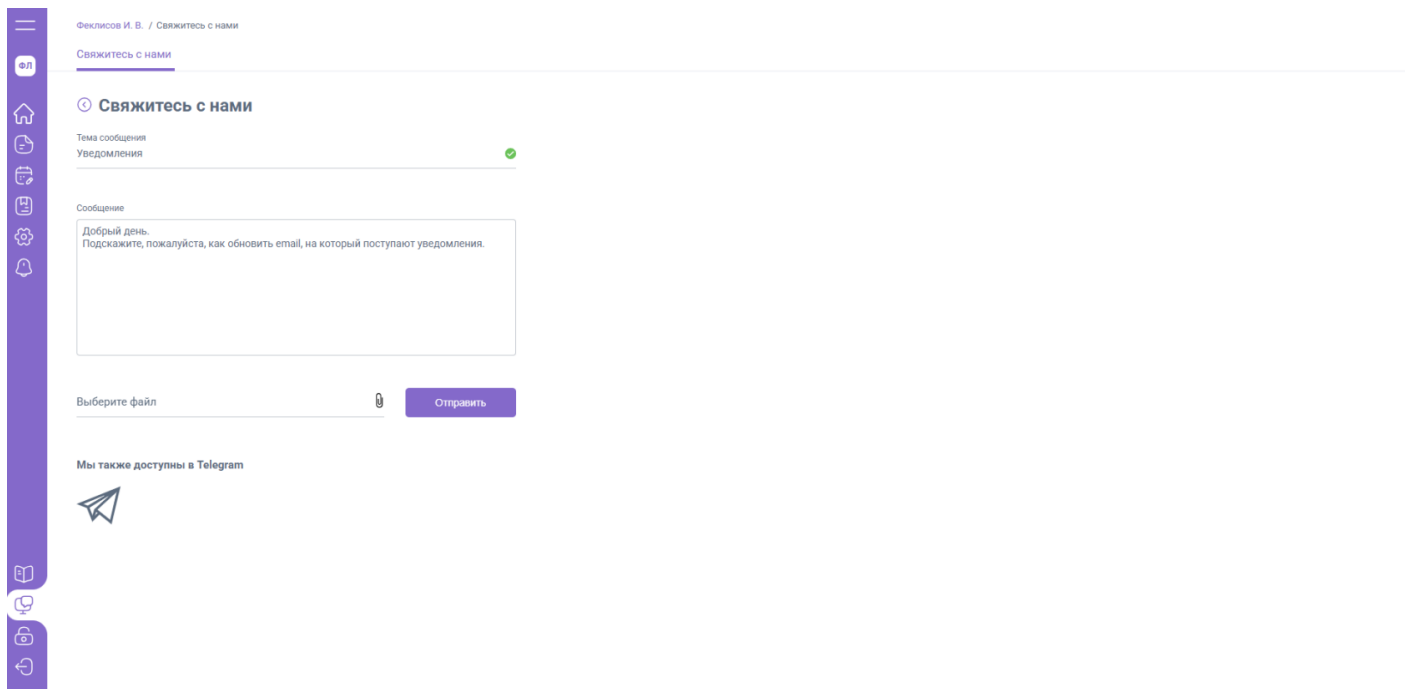 Феклисов И. В. / Свяжитесь с нами
Свяжитесь с нами
ФЛ
Свяжитесь с нами
Тема сообщения
Уведомления
Сообщение
Добрый день.
Подскажите, пожалуйста, как обновить email, на который поступают уведомления.
Выберите файл
Отправить
Мы также доступны в Telegram